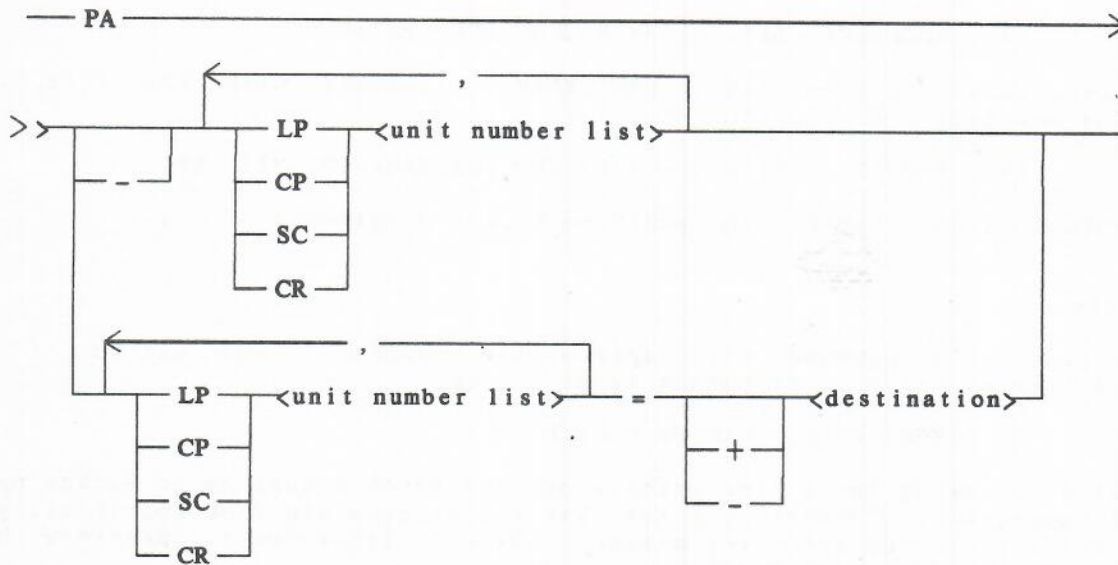 PA
,
LP <unit number list>
-
CP
SC
CR
,
LP <unit number list> = <destination>
CP +
SC -
CR